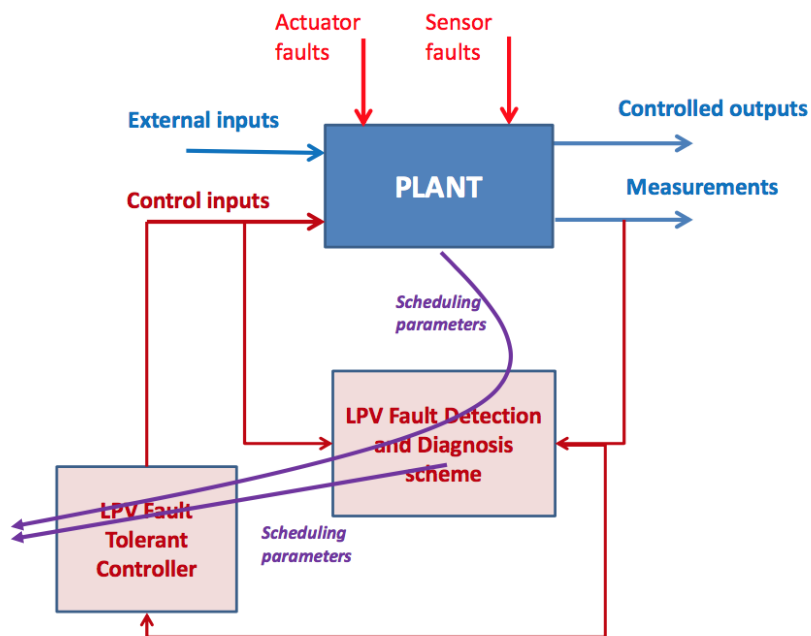 Actuator
faults
Sensor
faults
External inputs
Controlled outputs
PLANT
Measurements
Control inputs
Scheduling
parameters
LPV Fault Detection
and Diagnosis
scheme
LPV Fault
Tolerant
Controller
Scheduling
parameters